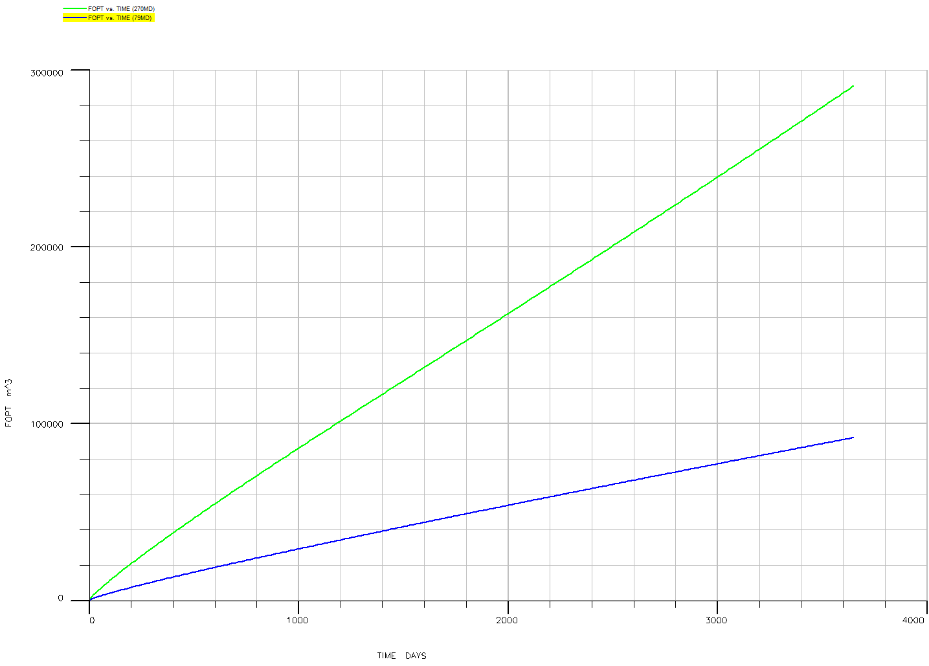 FOPT vs. TIME (270MD)
FOPT vs. TIME (79MD)
300000
200000
100000
0
FOPT m^3
0 1000 2000 3000 4000
TIME DAYS